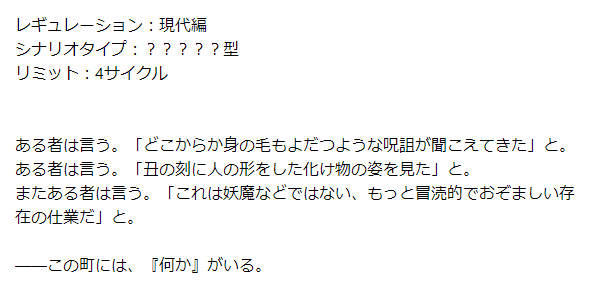 レギュレーション：現代編
シナリオタイプ：？？？？？型
リミット：4サイクル
ある者は言う。「どこからか身の毛もよだつような呪詛が聞こえてきた」と。
ある者は言う。「丑の刻に人の形をした化け物の姿を見た」と。
またある者は言う。「これは妖魔などではない、もっと冒涜的でおぞましい存
在の仕業だ」と。
――この町には、『何か』がいる。